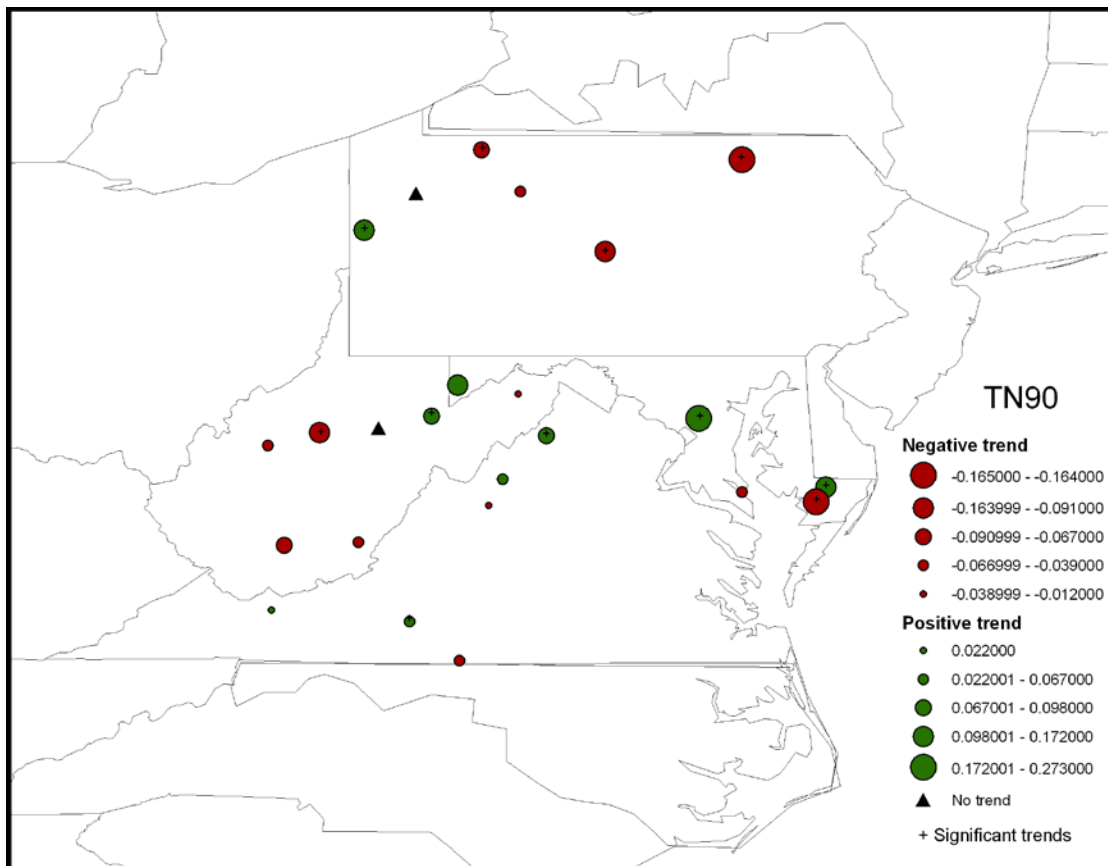 TN90
Negative trend
-0.165000 - -0.164000
-0.163999 - -0.091000
-0.090999 - -0.067000
-0.066999 - -0.039000
-0.038999 - -0.012000
Positive trend
0.022000
0.022001 - 0.067000
0.067001 - 0.098000
0.098001 - 0.172000
0.172001 - 0.273000
No trend
+ Significant trends